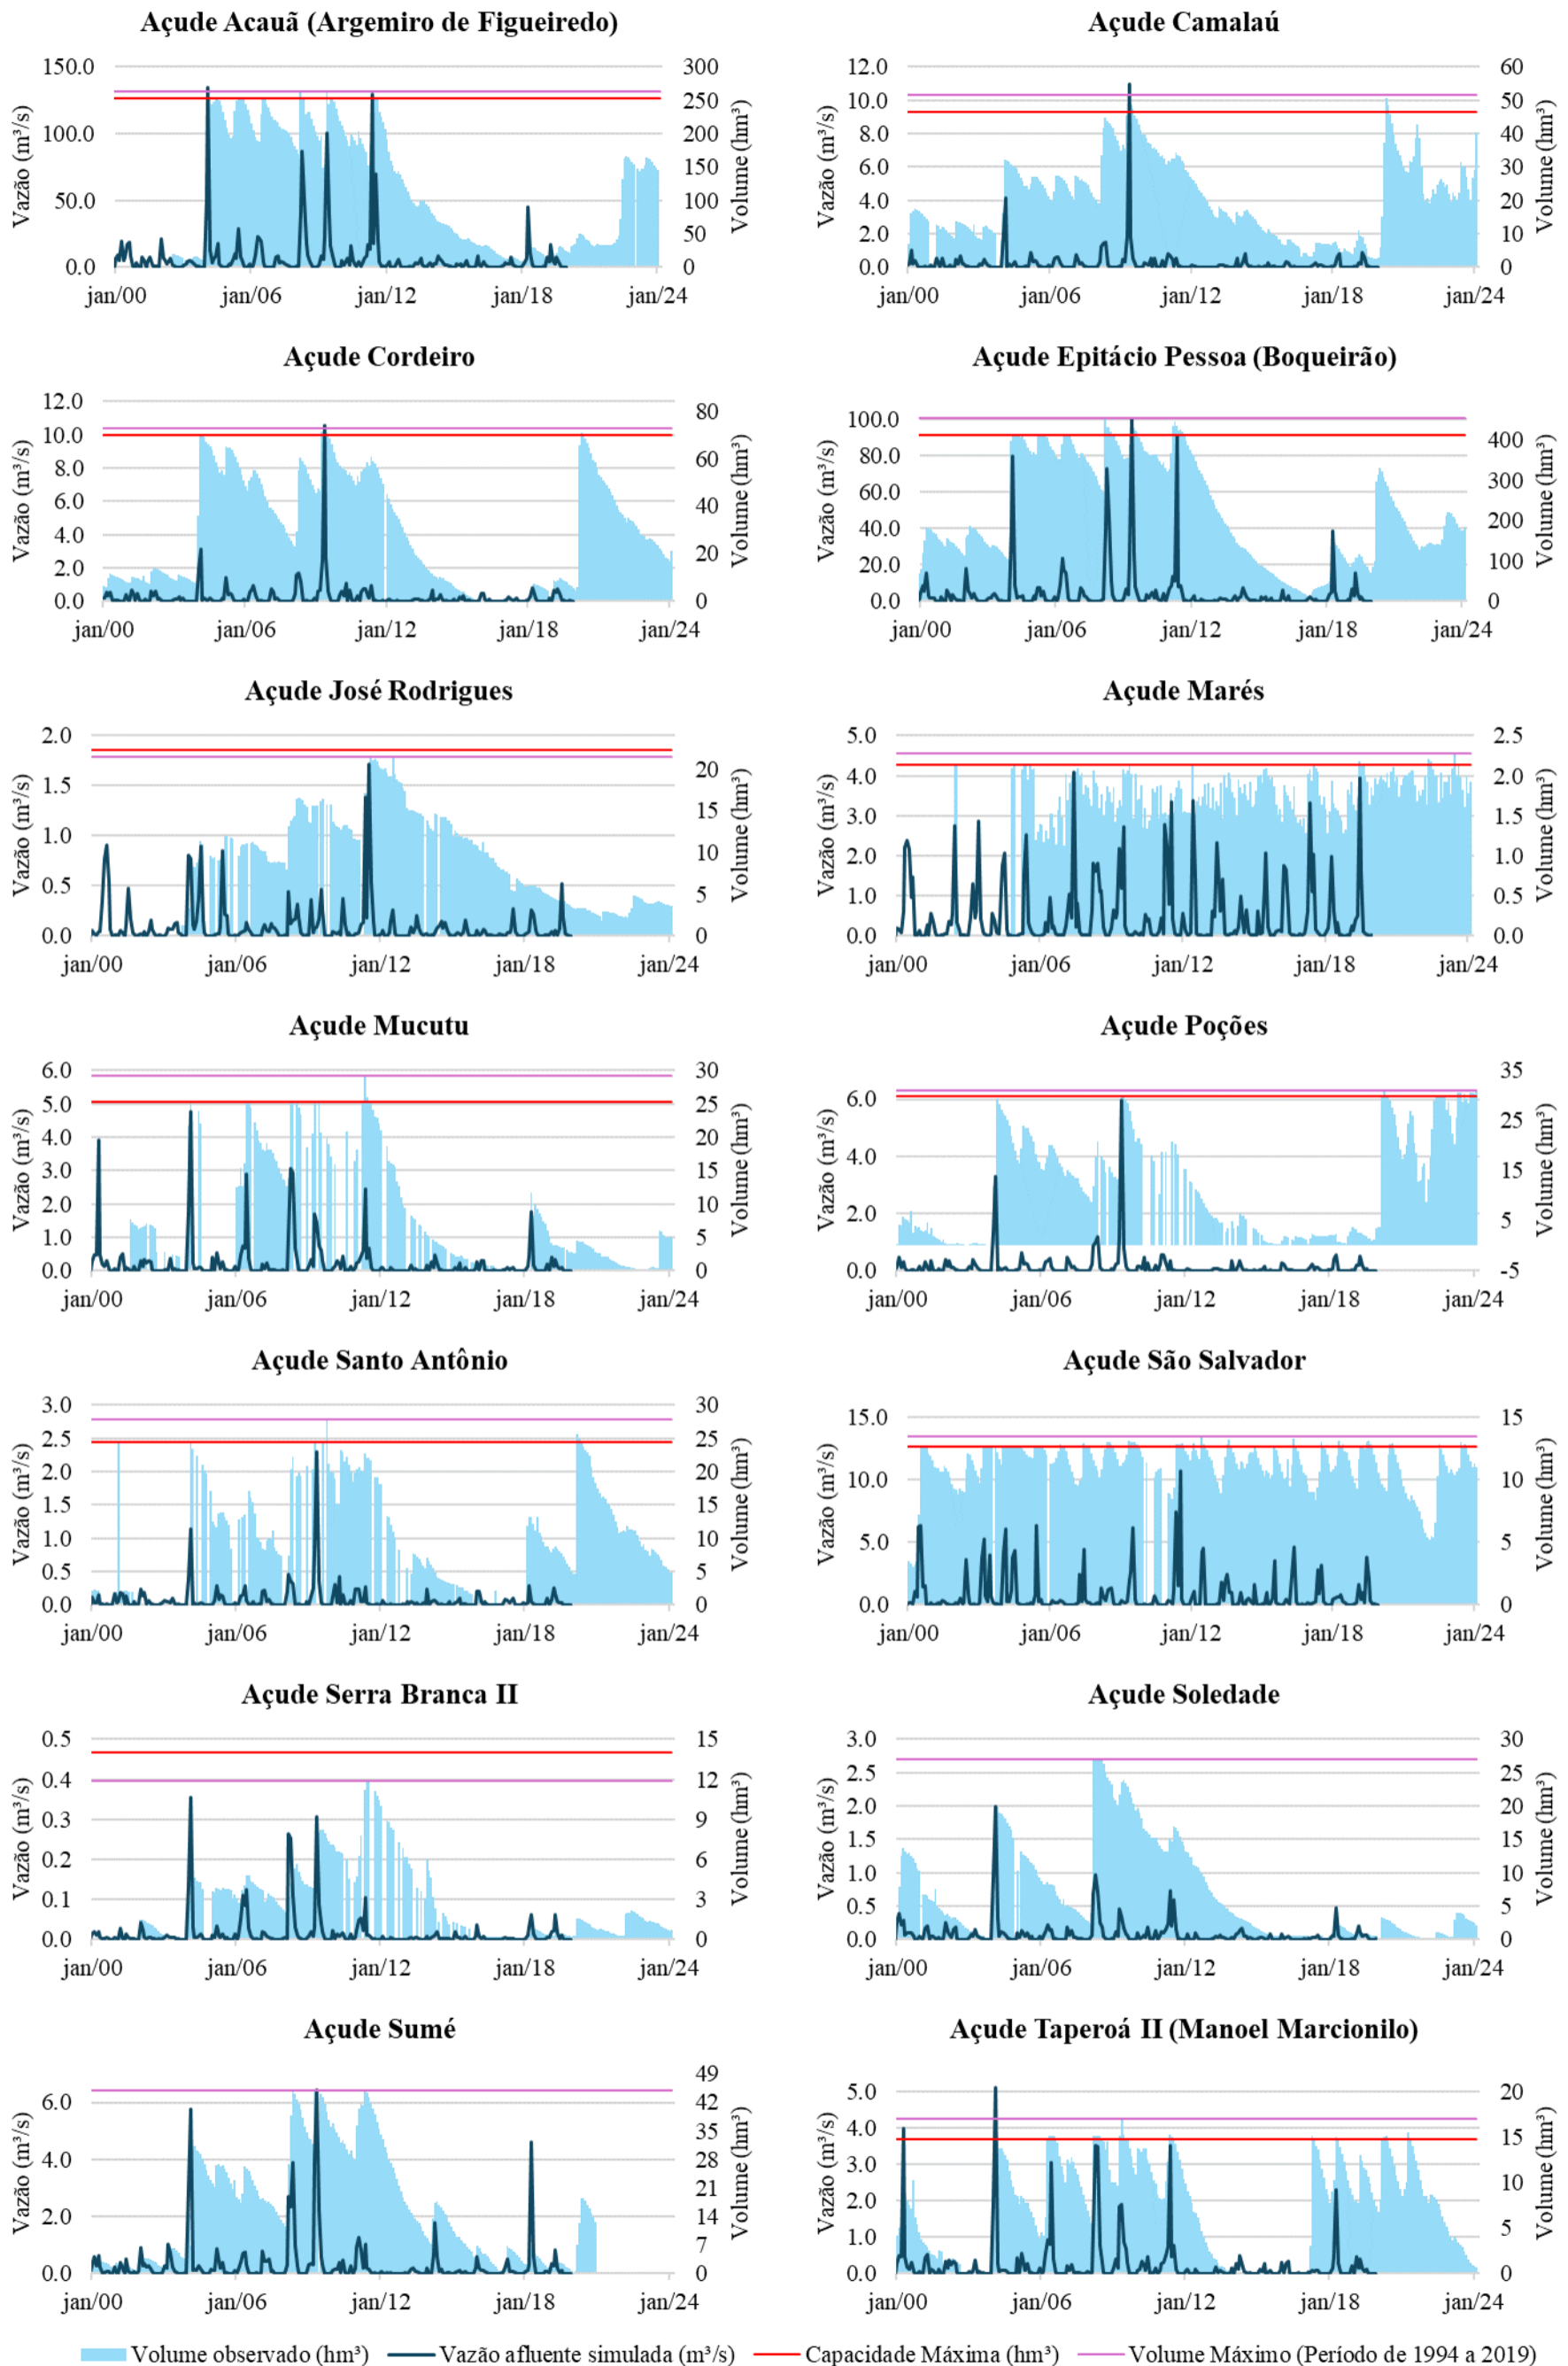 Açude Acauã (Argemiro de Figueiredo)
Vazão (m³/s)
150.0
100.0
50.0
0.0
300
250
200
150
100
50
0
Volume (hm³)
jan/00 jan/06 jan/12 jan/18 jan/24
Açude Camalaú
Vazão (m³/s)
12.0
10.0
8.0
6.0
4.0
2.0
0.0
60
50
40
30
20
10
0
Volume (hm³)
jan/00 jan/06 jan/12 jan/18 jan/24
Açude Cordeiro
Vazão (m³/s)
12.0
10.0
8.0
6.0
4.0
2.0
0.0
80
60
40
20
0
Volume (hm³)
jan/00 jan/06 jan/12 jan/18 jan/24
Açude Epitácio Pessoa (Boqueirão)
Vazão (m³/s)
100.0
80.0
60.0
40.0
20.0
0.0
400
300
200
100
0
Volume (hm³)
jan/00 jan/06 jan/12 jan/18 jan/24
Açude José Rodrigues
Vazão (m³/s)
2.0
1.5
1.0
0.5
0.0
20
15
10
5
0
Volume (hm³)
jan/00 jan/06 jan/12 jan/18 jan/24
Açude Marés
Vazão (m³/s)
5.0
4.0
3.0
2.0
1.0
0.0
2.5
2.0
1.5
1.0
0.5
0.0
Volume (hm³)
jan/00 jan/06 jan/12 jan/18 jan/24
Açude Mucutu
Vazão (m³/s)
6.0
5.0
4.0
3.0
2.0
1.0
0.0
30
25
20
15
10
5
0
Volume (hm³)
jan/00 jan/06 jan/12 jan/18 jan/24
Açude Poções
Vazão (m³/s)
6.0
4.0
2.0
0.0
35
25
15
5
-5
Volume (hm³)
jan/00 jan/06 jan/12 jan/18 jan/24
Açude Santo Antônio
Vazão (m³/s)
3.0
2.5
2.0
1.5
1.0
0.5
0.0
30
25
20
15
10
5
0
Volume (hm³)
jan/00 jan/06 jan/12 jan/18 jan/24
Açude São Salvador
Vazão (m³/s)
15.0
10.0
5.0
0.0
15
10
5
0
Volume (hm³)
jan/00 jan/06 jan/12 jan/18 jan/24
Açude Serra Branca II
Vazão (m³/s)
0.5
0.4
0.3
0.2
0.1
0.0
15
12
9
6
3
0
Volume (hm³)
jan/00 jan/06 jan/12 jan/18 jan/24
Açude Soledade
Vazão (m³/s)
3.0
2.5
2.0
1.5
1.0
0.5
0.0
30
25
20
15
10
5
0
Volume (hm³)
jan/00 jan/06 jan/12 jan/18 jan/24
Açude Sumé
Vazão (m³/s)
6.0
4.0
2.0
0.0
49
42
35
28
21
14
7
0
Volume (hm³)
jan/00 jan/06 jan/12 jan/18 jan/24
Açude Taperoá II (Manoel Marcionilo)
Vazão (m³/s)
5.0
4.0
3.0
2.0
1.0
0.0
20
15
10
5
0
Volume (hm³)
jan/00 jan/06 jan/12 jan/18 jan/24
Volume observado (hm³) Vazão afluente simulada (m³/s) Capacidade Máxima (hm³) Volume Máximo (Período de 1994 a 2019)